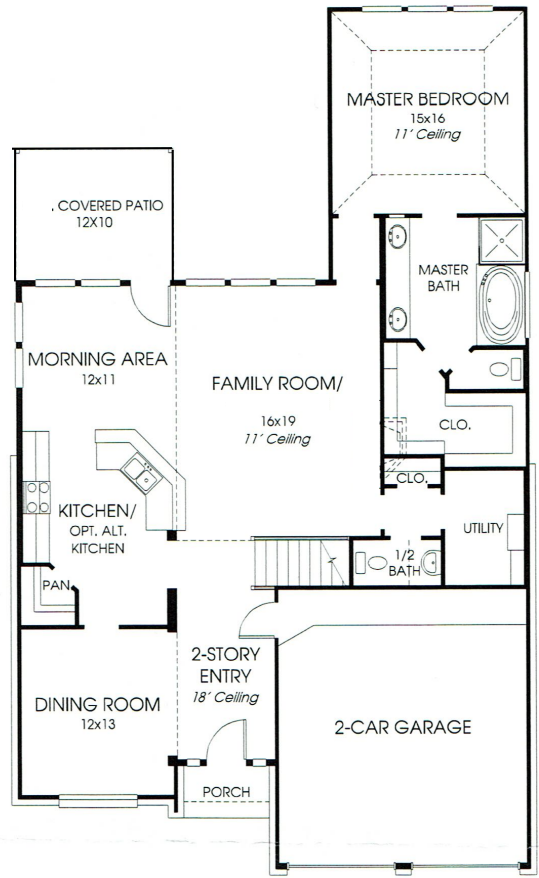 MASTER BEDROOM
15x16
11' Ceiling
. COVERED PATIO
12X10
MASTER
BATH
MORNING AREA
12x11
FAMILY ROOM/
16x19
11' Ceiling
CLO.
CLO.
KITCHEN/
OPT. ALT.
KITCHEN
UTILITY
1/2
BATH
PAN
2-STORY
ENTRY
18' Ceiling
DINING ROOM
12x13
2-CAR GARAGE
PORCH